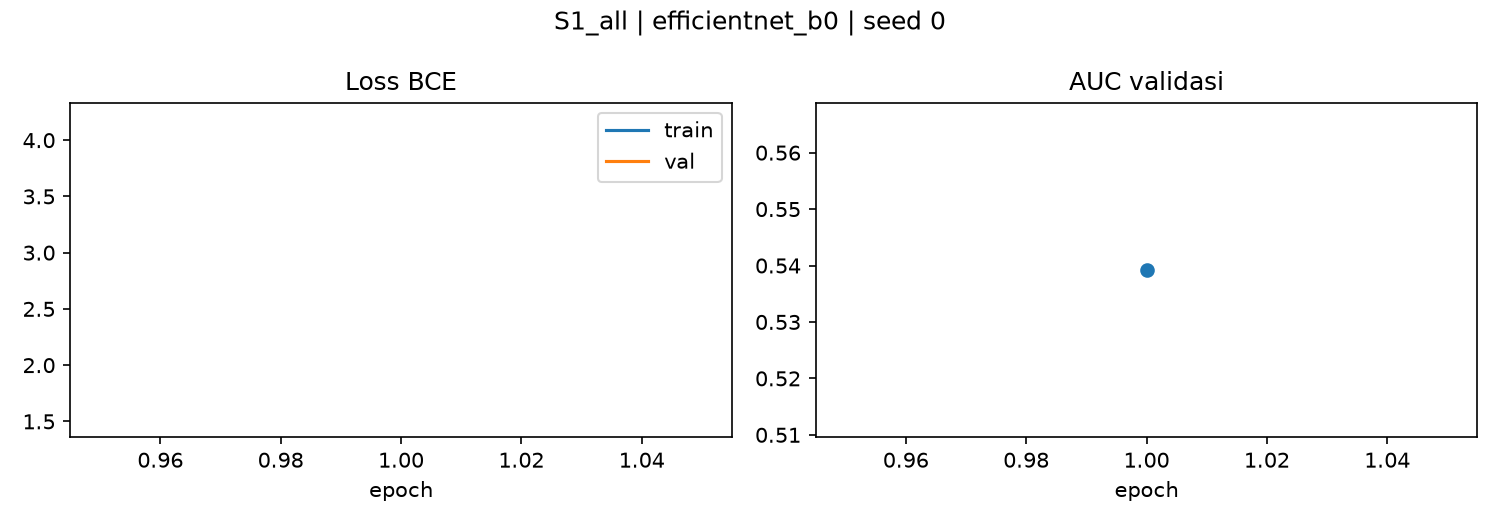 S1_all | efficientnet_b0 | seed 0
Loss BCE
4.0
3.5
3.0
2.5
2.0
1.5
train
val
0.96 0.98 1.00 1.02 1.04
epoch
AUC validasi
0.56
0.55
0.54
0.53
0.52
0.51
0.96 0.98 1.00 1.02 1.04
epoch